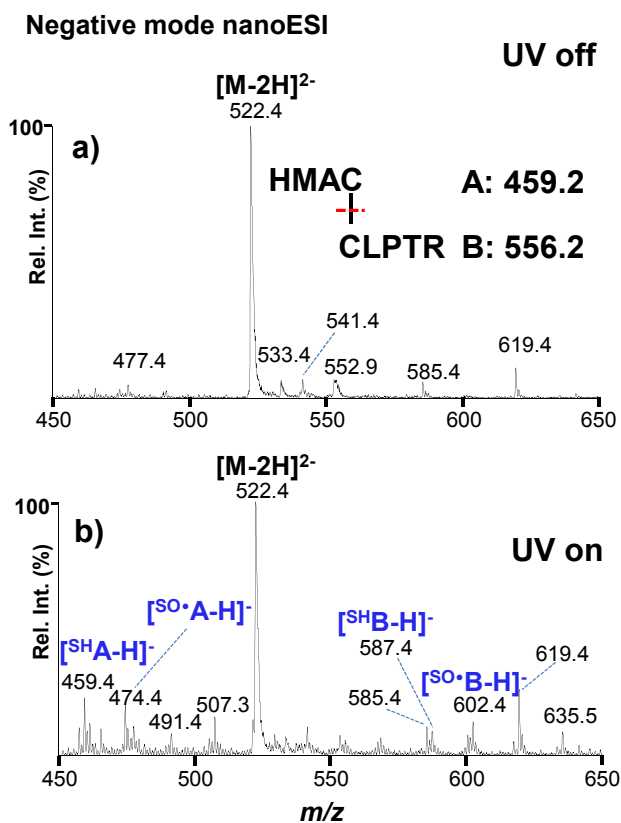 Negative mode nanoESI
UV off
[M-2H]²⁻
522.4
100
a)
HMAC
A: 459.2
CLPTR B: 556.2
541.4
477.4
533.4
552.9
585.4
619.4
Rel. Int. (%)
450 500 550 600 650
[M-2H]²⁻
522.4
100
b)
UV on
[ˢᴴA-H]⁻
[ˢᴼ•A-H]⁻
[ˢᴴB-H]⁻
[ˢᴼ•B-H]⁻
459.4
474.4
491.4
507.3
587.4
585.4
602.4
619.4
635.5
Rel. Int. (%)
450 500 550 600 650
m/z